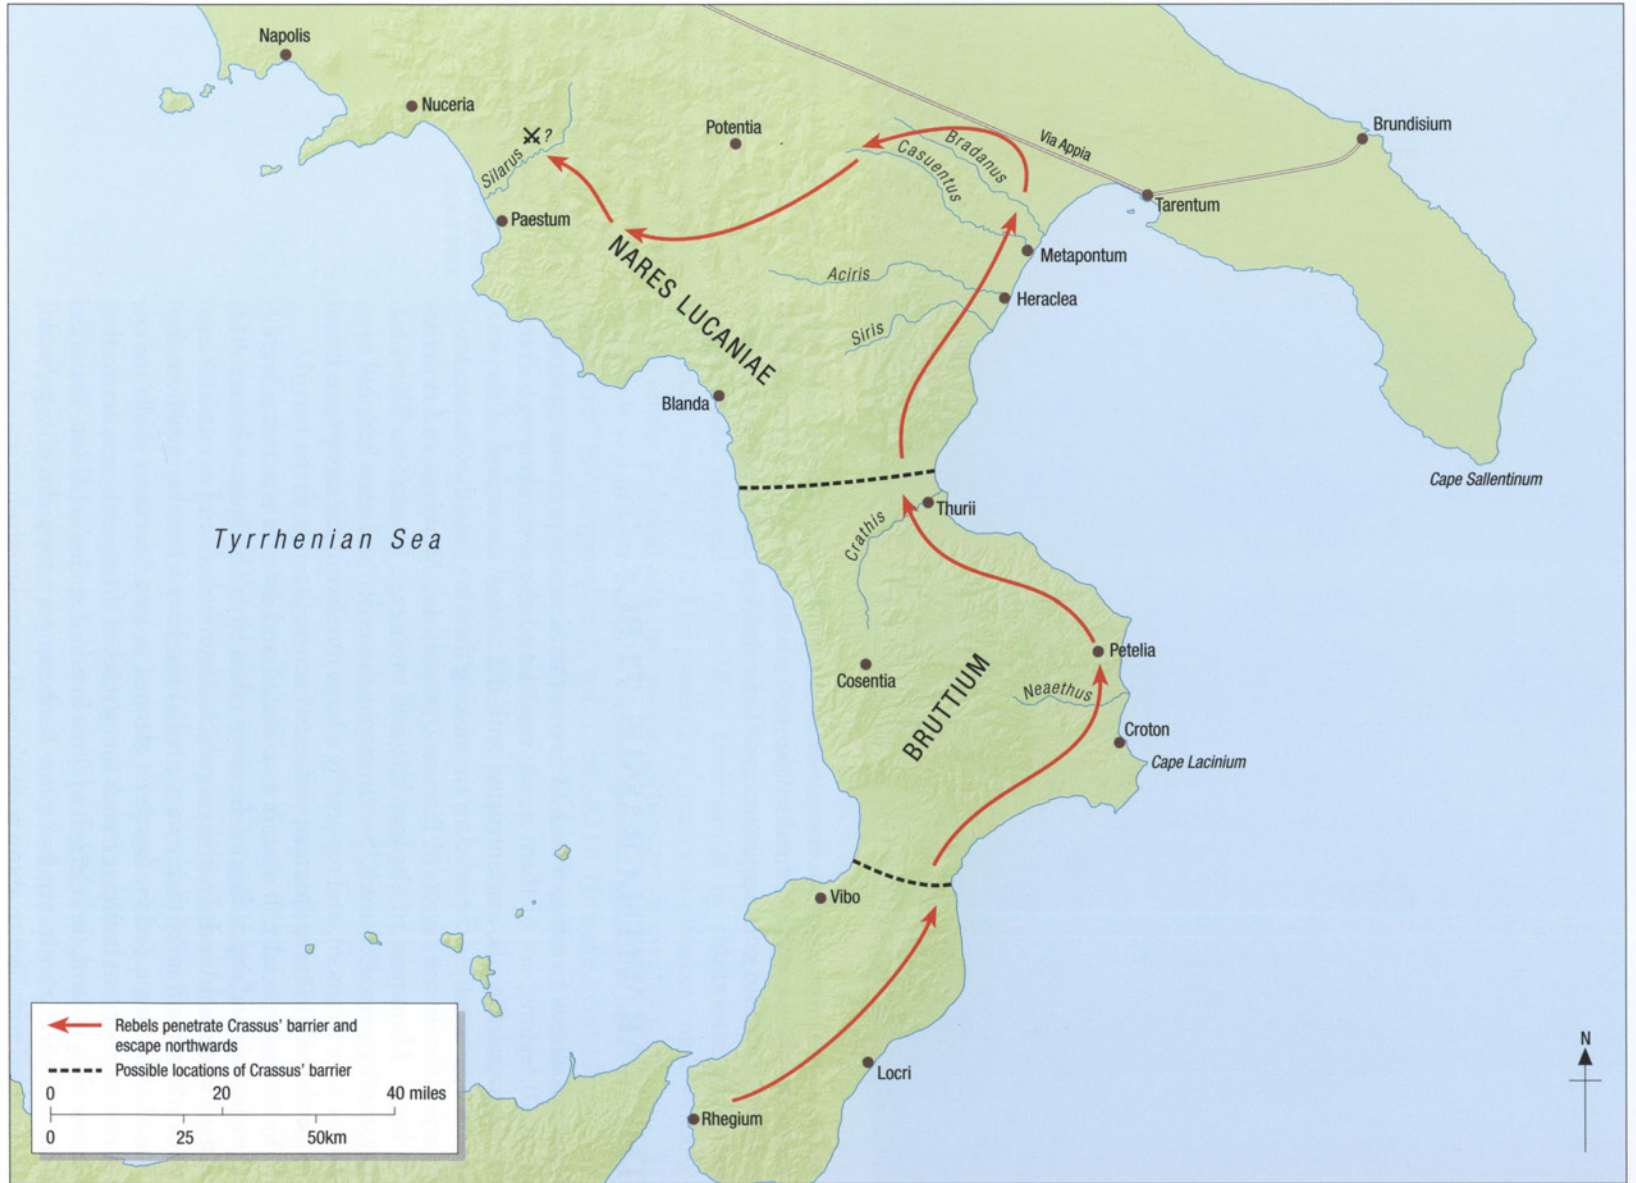 Napolis
Nuceria
?
Silarus
Paestum
Potentia
Casuentus
Bradanus
Via Appia
Brundisium
Tarentum
Metapontum
Aciris
Heraclea
Siris
NARES LUCANIAE
Blanda
Cape Sallentinum
Tyrrhenian Sea
Thurii
Crathis
Petelia
Cosentia
BRUTTIUM
Neaethus
Croton
Cape Lacinium
Vibo
Locri
Rhegium
Rebels penetrate Crassus' barrier and
escape northwards
Possible locations of Crassus' barrier
0 20 40 miles
0 25 50km
N